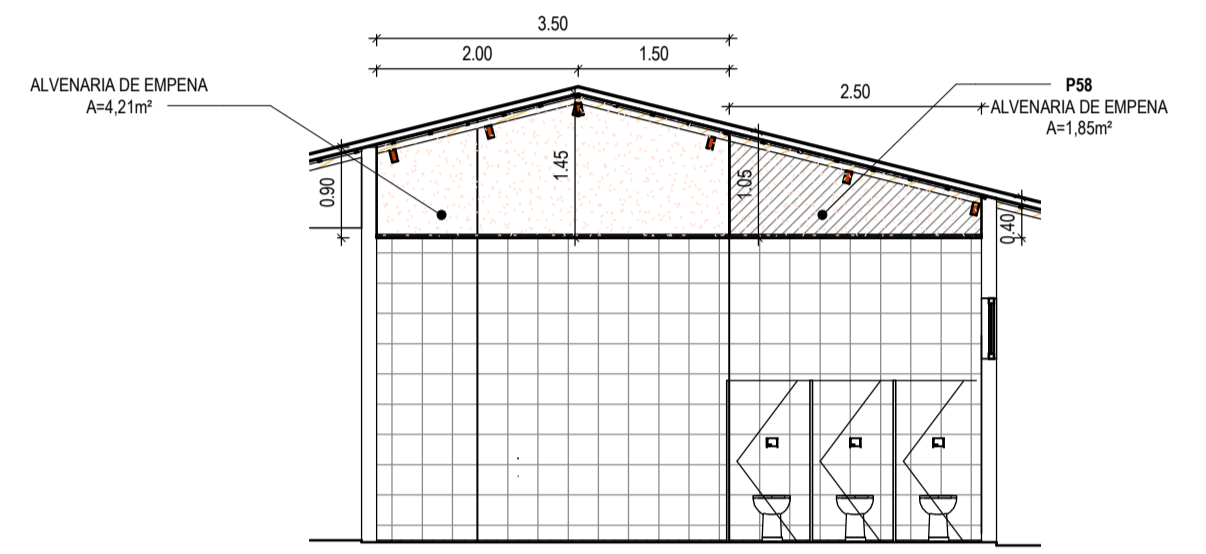 3.50
2.00
1.50
ALVENARIA DE EMPENA
A=4,21m²
2.50
P58
ALVENARIA DE EMPENA
A=1,85m²
0.90
1.45
1.05
0.40